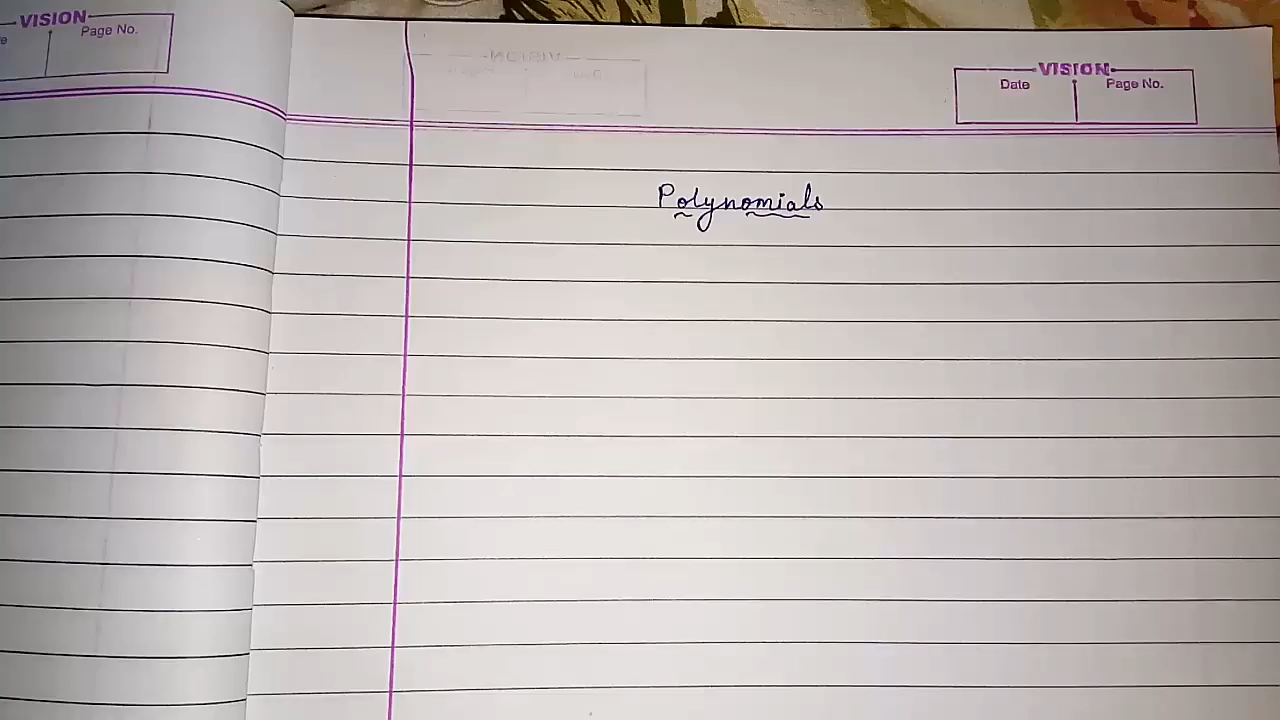 VISION
Page No.
VISION
Date Page No.
Polynomials